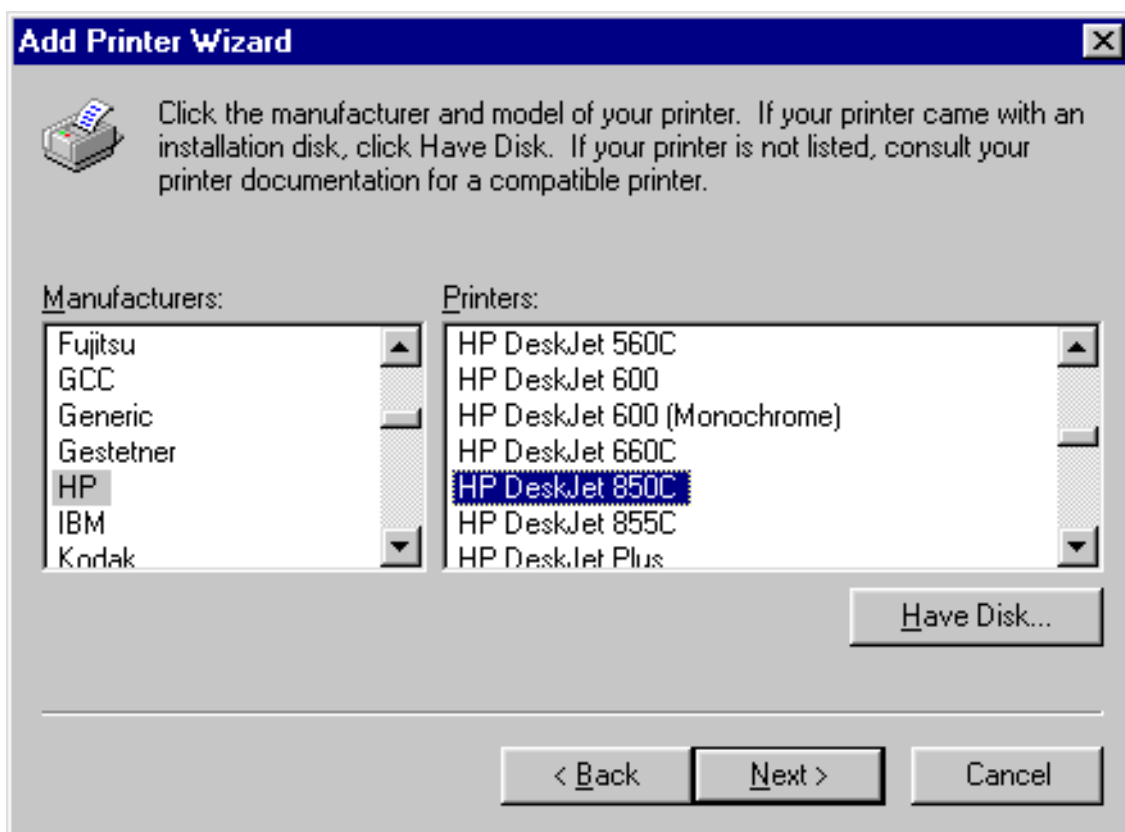 Add Printer Wizard
Click the manufacturer and model of your printer.  If your printer came with an
installation disk, click Have Disk.  If your printer is not listed, consult your
printer documentation for a compatible printer.
Manufacturers:
Fujitsu
GCC
Generic
Gestetner
HP
IBM
Kodak
Printers:
HP DeskJet 560C
HP DeskJet 600
HP DeskJet 600 (Monochrome)
HP DeskJet 660C
HP DeskJet 850C
HP DeskJet 855C
HP DeskJet Plus
Have Disk...
< Back
Next >
Cancel